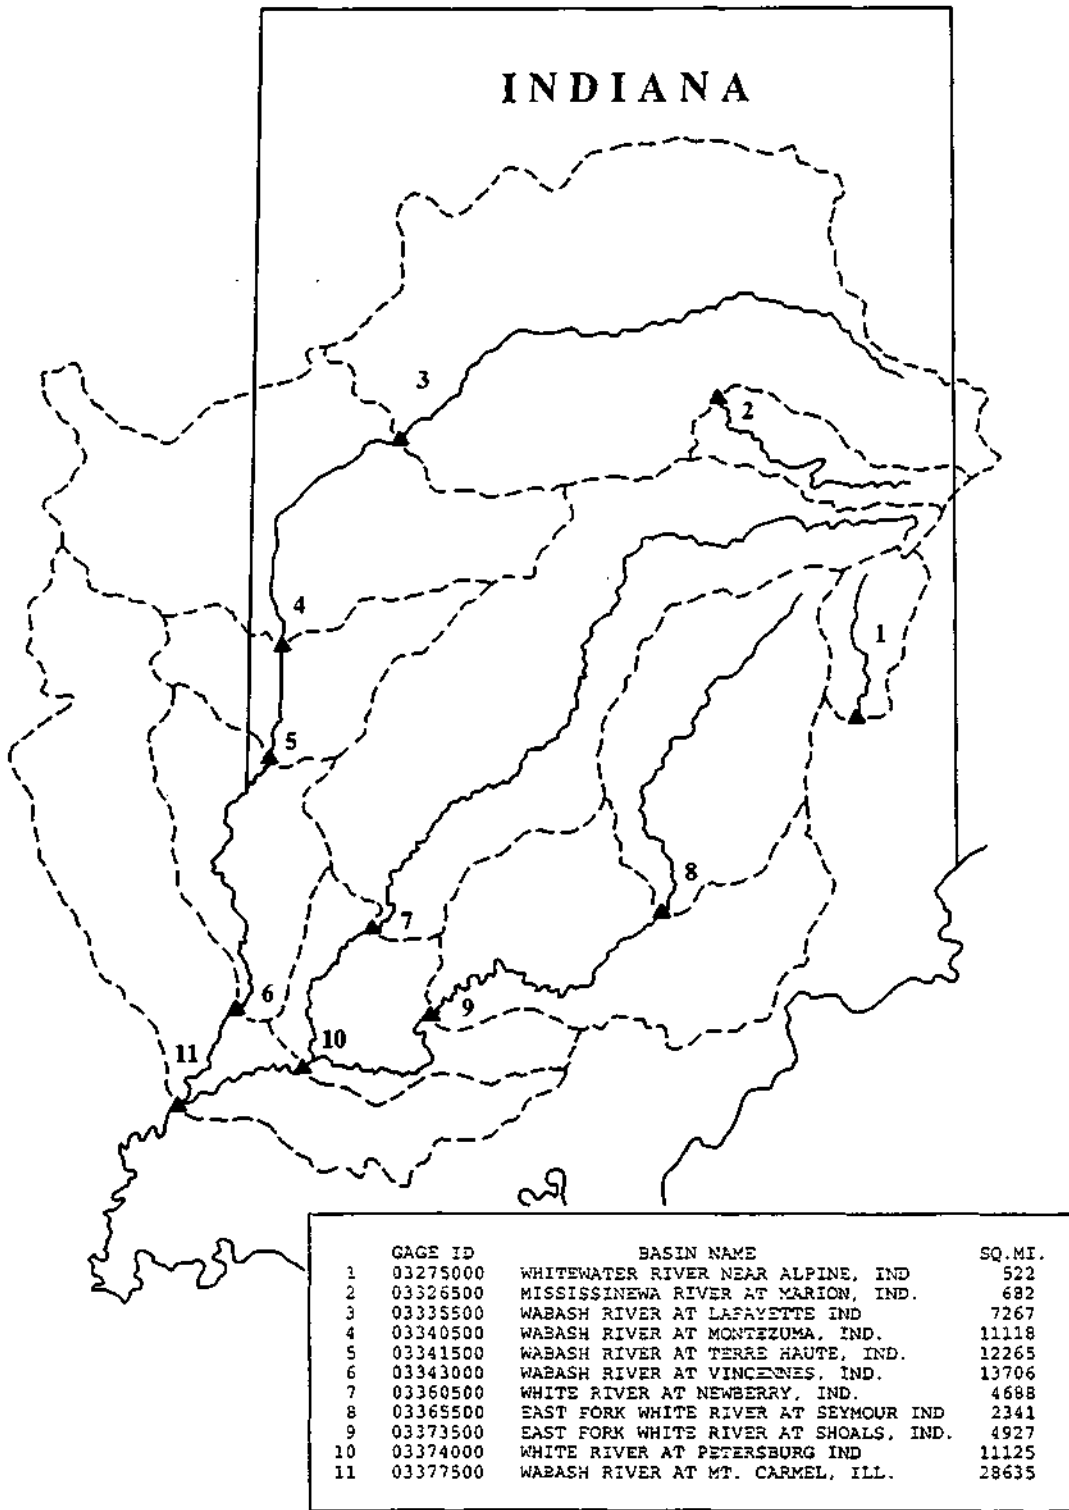 INDIANA
3
2
4
1
5
8
7
6
9
10
11
GAGE ID BASIN NAME SQ.MI.
1 03275000 WHITEWATER RIVER NEAR ALPINE, IND 522
2 03326500 MISSISSINEWA RIVER AT MARION, IND. 682
3 03335500 WABASH RIVER AT LAFAYETTE IND 7267
4 03340500 WABASH RIVER AT MONTEZUMA, IND. 11118
5 03341500 WABASH RIVER AT TERRE HAUTE, IND. 12265
6 03343000 WABASH RIVER AT VINCENNES, IND. 13706
7 03360500 WHITE RIVER AT NEWBERRY, IND. 4688
8 03365500 EAST FORK WHITE RIVER AT SEYMOUR IND 2341
9 03373500 EAST FORK WHITE RIVER AT SHOALS, IND. 4927
10 03374000 WHITE RIVER AT PETERSBURG IND 11125
11 03377500 WABASH RIVER AT MT. CARMEL, ILL. 28635